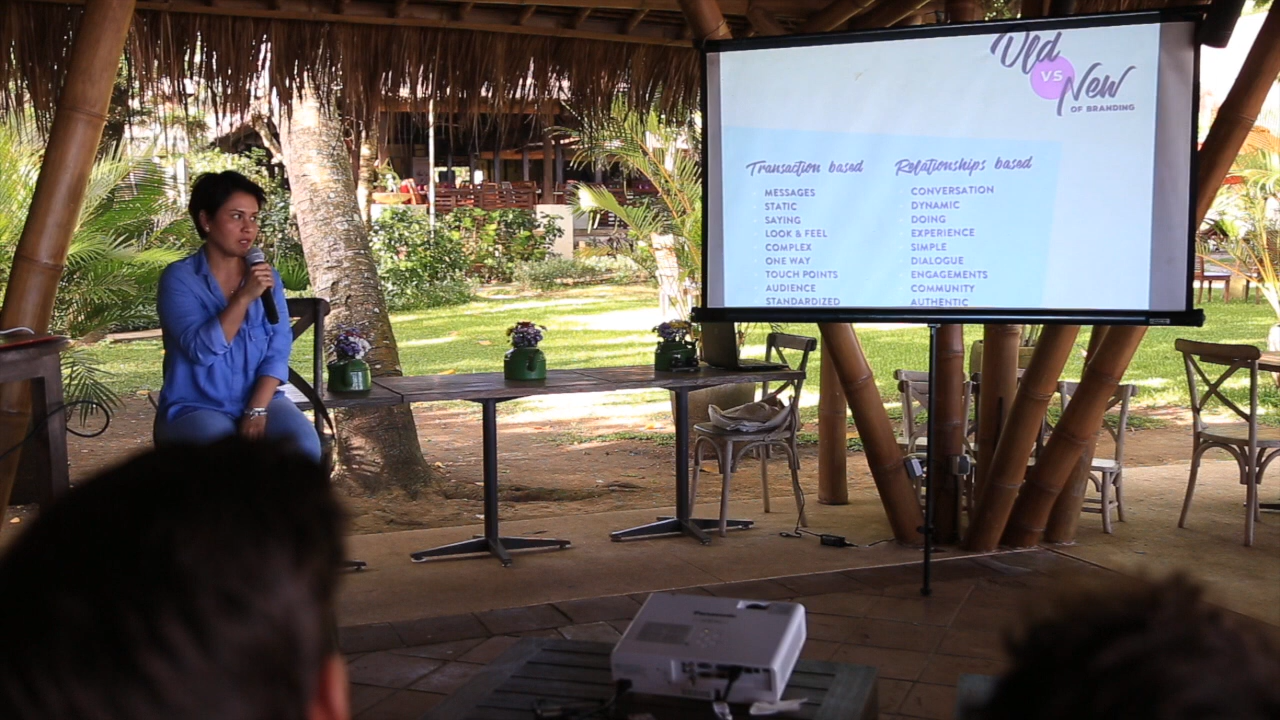 Old
VS
New
OF BRANDING
Transaction based
MESSAGES
STATIC
SAYING
LOOK & FEEL
COMPLEX
ONE WAY
TOUCH POINTS
AUDIENCE
STANDARDIZED
Relationships based
CONVERSATION
DYNAMIC
DOING
EXPERIENCE
SIMPLE
DIALOGUE
ENGAGEMENTS
COMMUNITY
AUTHENTIC
Panasonic